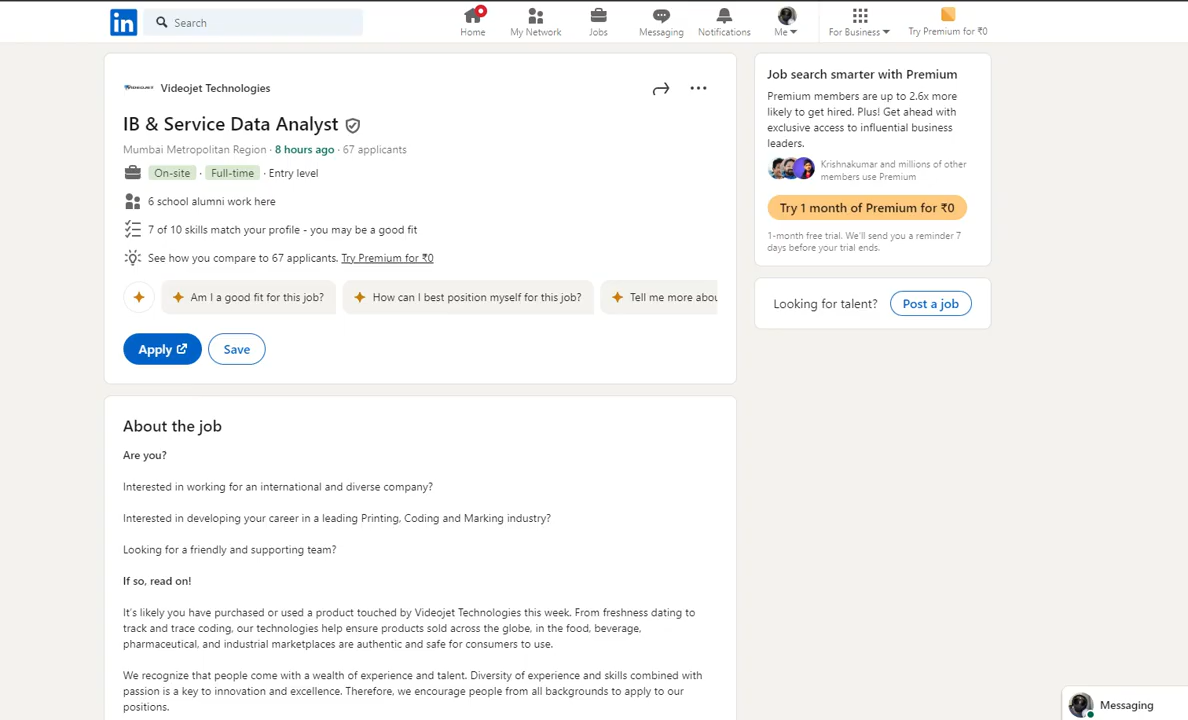 in
Search
Home
My Network
Jobs
Messaging
Notifications
Me
For Business
Try Premium for ₹0
Videojet Technologies
IB & Service Data Analyst
Mumbai Metropolitan Region · 8 hours ago · 67 applicants
On-site · Full-time · Entry level
6 school alumni work here
7 of 10 skills match your profile - you may be a good fit
See how you compare to 67 applicants. Try Premium for ₹0
Am I a good fit for this job?
How can I best position myself for this job?
Tell me more abou
Apply
Save
About the job
Are you?
Interested in working for an international and diverse company?
Interested in developing your career in a leading Printing, Coding and Marking industry?
Looking for a friendly and supporting team?
If so, read on!
It's likely you have purchased or used a product touched by Videojet Technologies this week. From freshness dating to
track and trace coding, our technologies help ensure products sold across the globe, in the food, beverage,
pharmaceutical, and industrial marketplaces are authentic and safe for consumers to use.
We recognize that people come with a wealth of experience and talent. Diversity of experience and skills combined with
passion is a key to innovation and excellence. Therefore, we encourage people from all backgrounds to apply to our
positions.
Job search smarter with Premium
Premium members are up to 2.6x more
likely to get hired. Plus! Get ahead with
exclusive access to influential business
leaders.
Krishnakumar and millions of other
members use Premium
Try 1 month of Premium for ₹0
1-month free trial. We'll send you a reminder 7
days before your trial ends.
Looking for talent?
Post a job
Messaging